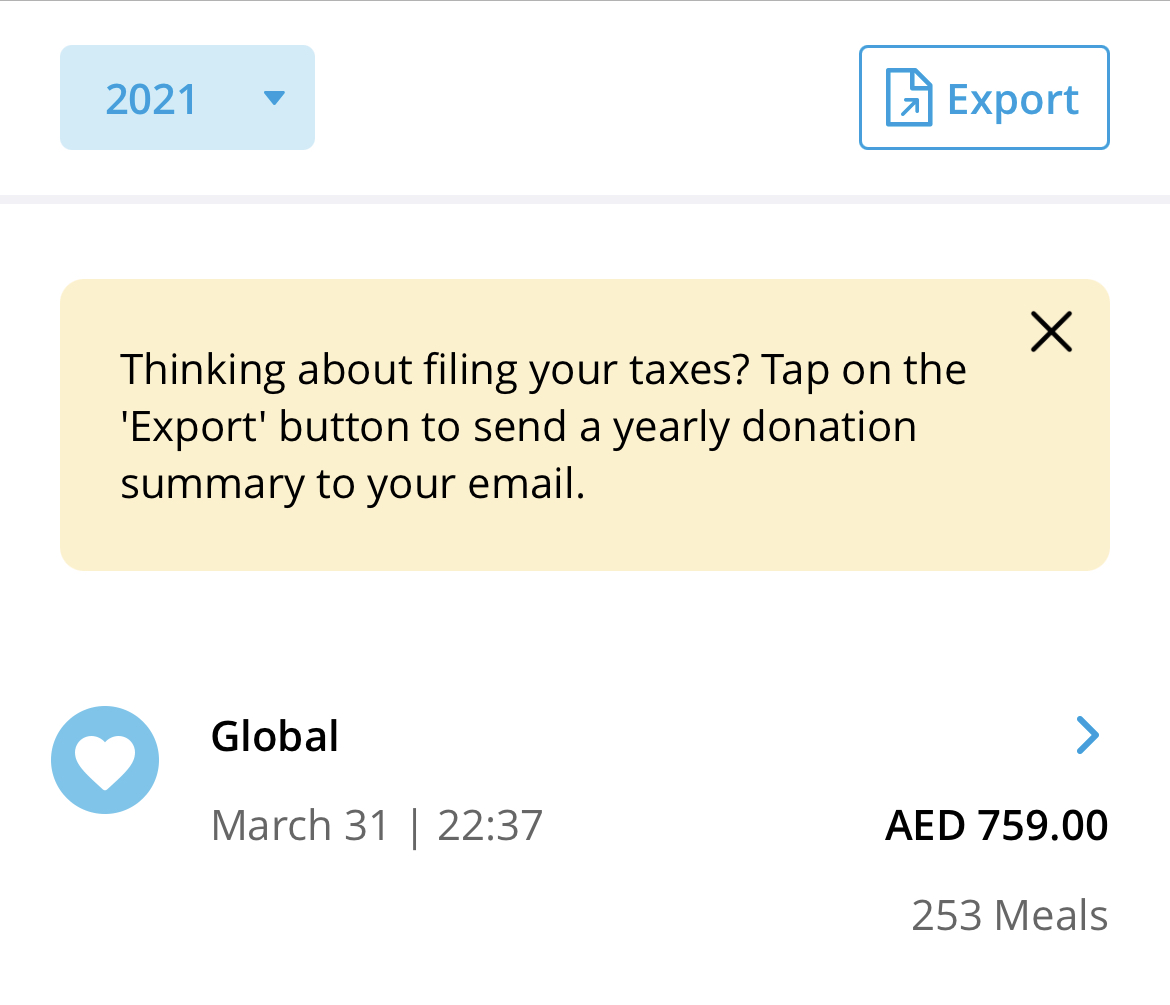 2021
Export
Thinking about filing your taxes? Tap on the
'Export' button to send a yearly donation
summary to your email.
Global
March 31 | 22:37
AED 759.00
253 Meals